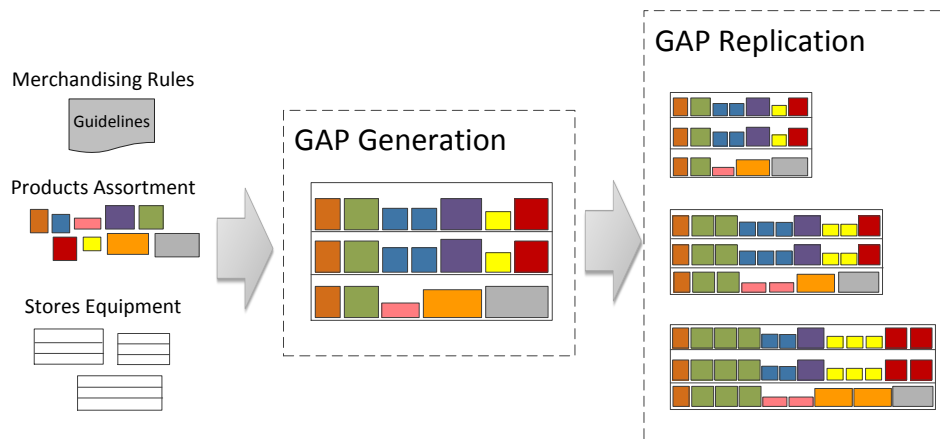 Merchandising Rules
Guidelines
Products Assortment
Stores Equipment
GAP Generation
GAP Replication